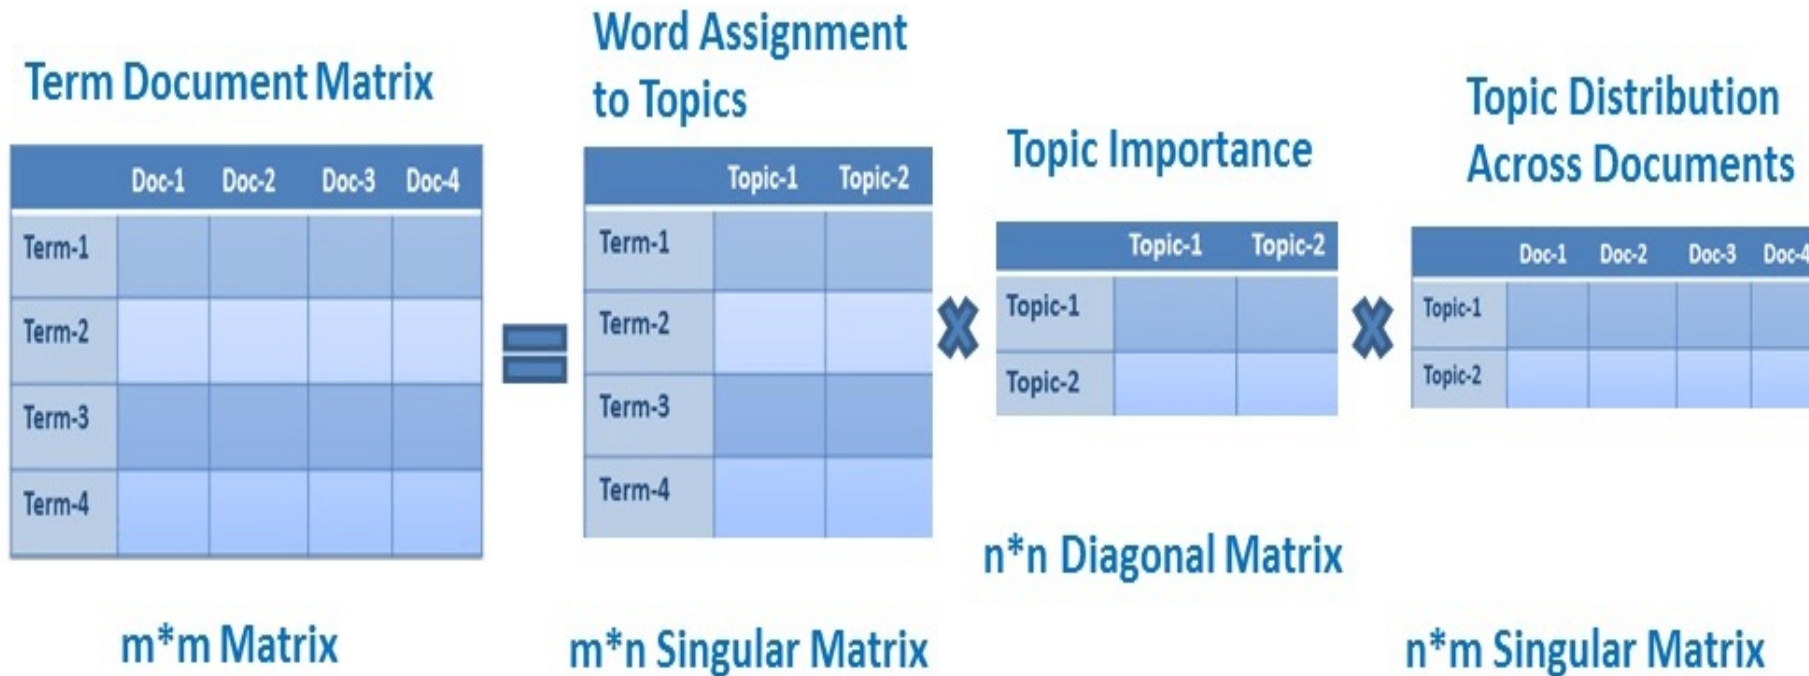 Term Document Matrix
Doc-1 Doc-2 Doc-3 Doc-4
Term-1
Term-2
Term-3
Term-4
m*m Matrix
Word Assignment
to Topics
Topic-1 Topic-2
Term-1
Term-2
Term-3
Term-4
m*n Singular Matrix
Topic Importance
Topic-1 Topic-2
Topic-1
Topic-2
n*n Diagonal Matrix
Topic Distribution
Across Documents
Doc-1 Doc-2 Doc-3 Doc-4
Topic-1
Topic-2
n*m Singular Matrix